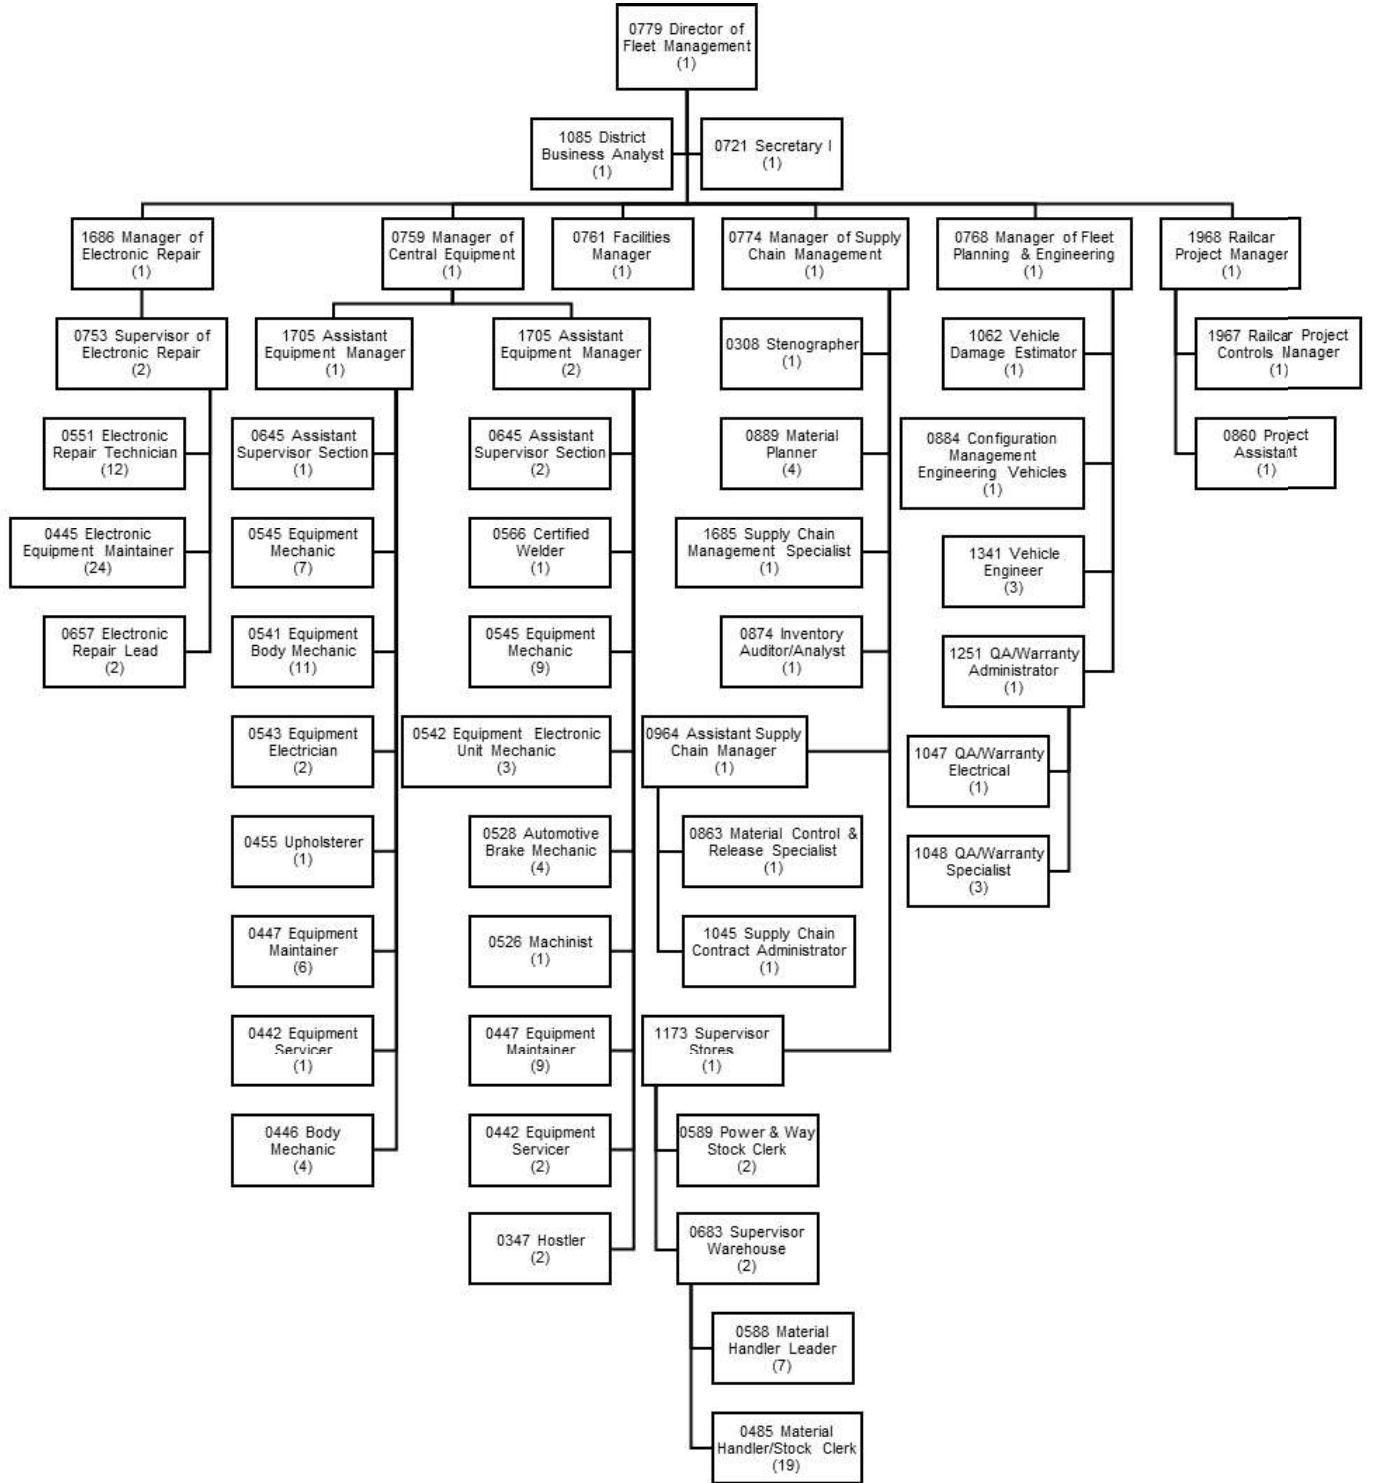 0779 Director of
Fleet Management
(1)
1085 District
Business Analyst
(1)
0721 Secretary I
(1)
1686 Manager of
Electronic Repair
(1)
0759 Manager of
Central Equipment
(1)
0761 Facilities
Manager
(1)
0774 Manager of Supply
Chain Management
(1)
0768 Manager of Fleet
Planning & Engineering
(1)
1968 Railcar
Project Manager
(1)
0753 Supervisor of
Electronic Repair
(2)
0551 Electronic
Repair Technician
(12)
0445 Electronic
Equipment Maintainer
(24)
0657 Electronic
Repair Lead
(2)
1705 Assistant
Equipment Manager
(1)
0645 Assistant
Supervisor Section
(1)
0545 Equipment
Mechanic
(7)
0541 Equipment
Body Mechanic
(11)
0543 Equipment
Electrician
(2)
0455 Upholsterer
(1)
0447 Equipment
Maintainer
(6)
0442 Equipment
Servicer
(1)
0446 Body
Mechanic
(4)
1705 Assistant
Equipment Manager
(2)
0645 Assistant
Supervisor Section
(2)
0566 Certified
Welder
(1)
0545 Equipment
Mechanic
(9)
0542 Equipment Electronic
Unit Mechanic
(3)
0528 Automotive
Brake Mechanic
(4)
0526 Machinist
(1)
0447 Equipment
Maintainer
(9)
0442 Equipment
Servicer
(2)
0347 Hostler
(2)
0308 Stenographer
(1)
0889 Material
Planner
(4)
1685 Supply Chain
Management Specialist
(1)
0874 Inventory
Auditor/Analyst
(1)
0964 Assistant Supply
Chain Manager
(1)
0863 Material Control &
Release Specialist
(1)
1045 Supply Chain
Contract Administrator
(1)
1173 Supervisor
Stores
(1)
0589 Power & Way
Stock Clerk
(2)
0683 Supervisor
Warehouse
(2)
0588 Material
Handler Leader
(7)
0485 Material
Handler/Stock Clerk
(19)
1062 Vehicle
Damage Estimator
(1)
0884 Configuration
Management
Engineering Vehicles
(1)
1341 Vehicle
Engineer
(3)
1251 QA/Warranty
Administrator
(1)
1047 QA/Warranty
Electrical
(1)
1048 QA/Warranty
Specialist
(3)
1967 Railcar Project
Controls Manager
(1)
0860 Project
Assistant
(1)